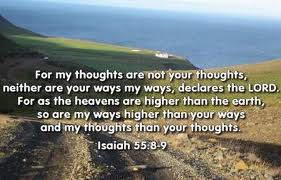 For my thoughts are not your thoughts,
neither are your ways my ways, declares the LORD.
For as the heavens are higher than the earth,
so are my ways higher than your ways
and my thoughts than your thoughts.
Isaiah 55:8-9